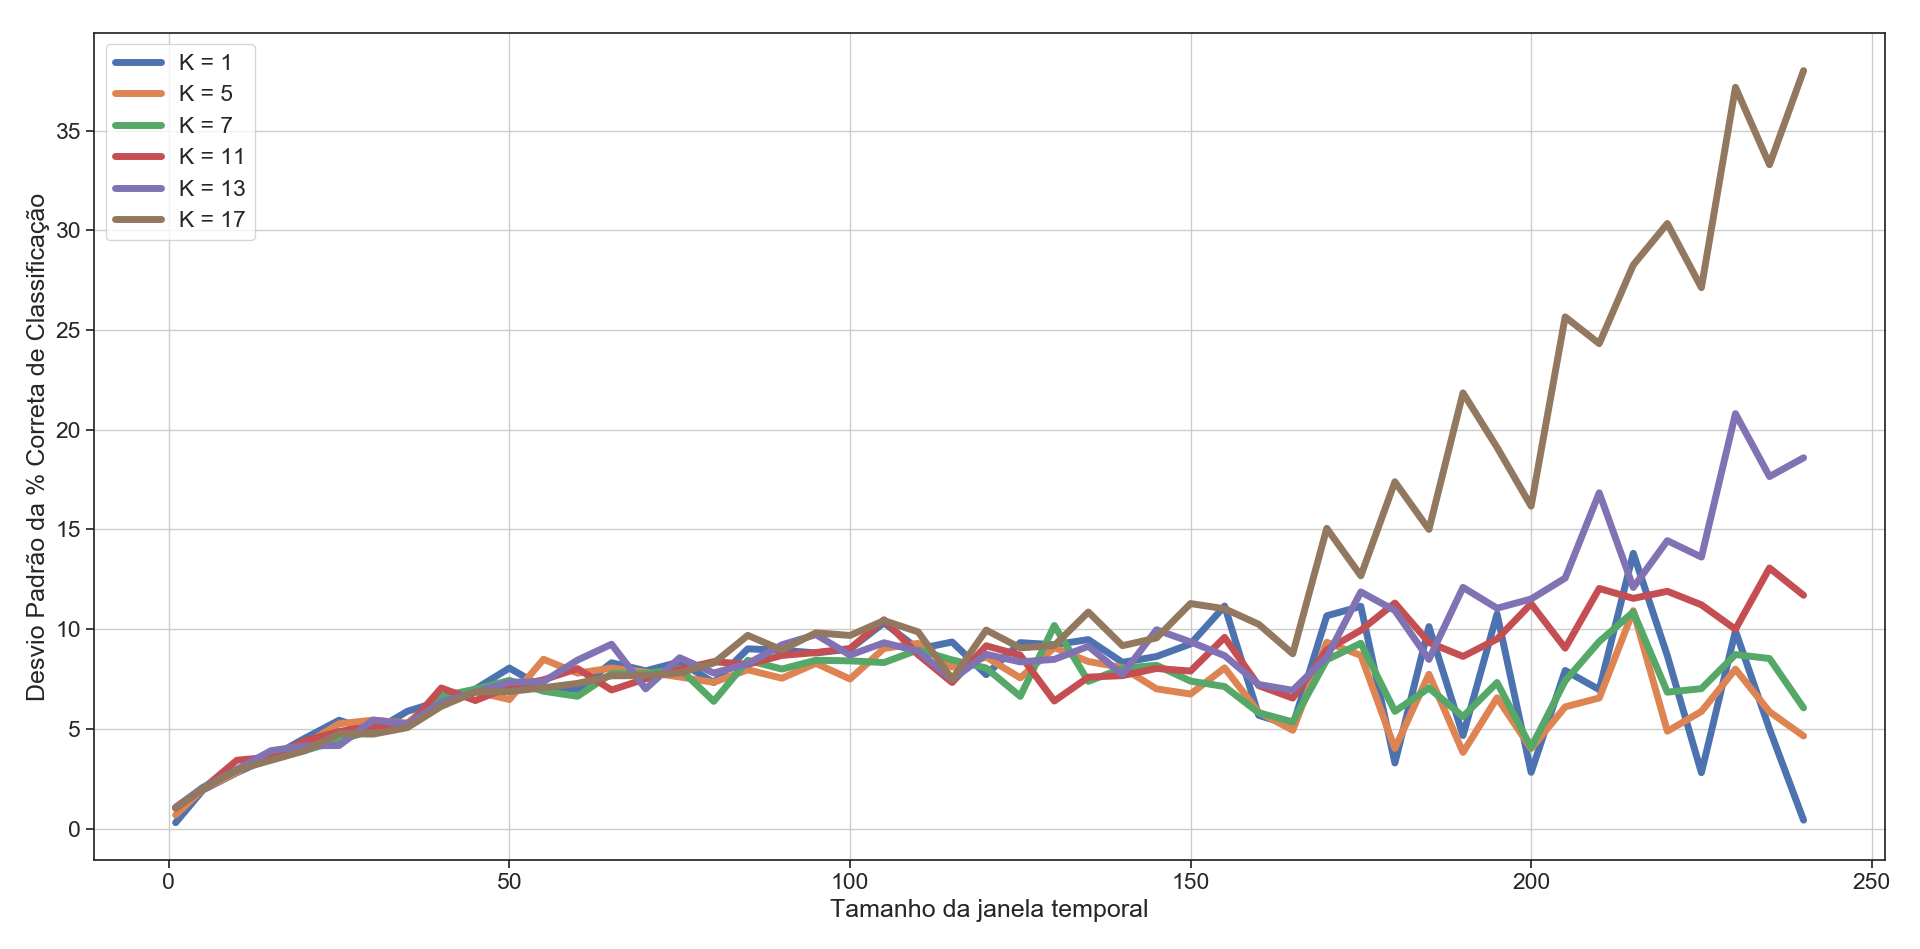 K = 1
K = 5
K = 7
K = 11
K = 13
K = 17
Desvio Padrão da % Correta de Classificação
35
30
25
20
15
10
5
0
0 50 100 150 200 250
Tamanho da janela temporal